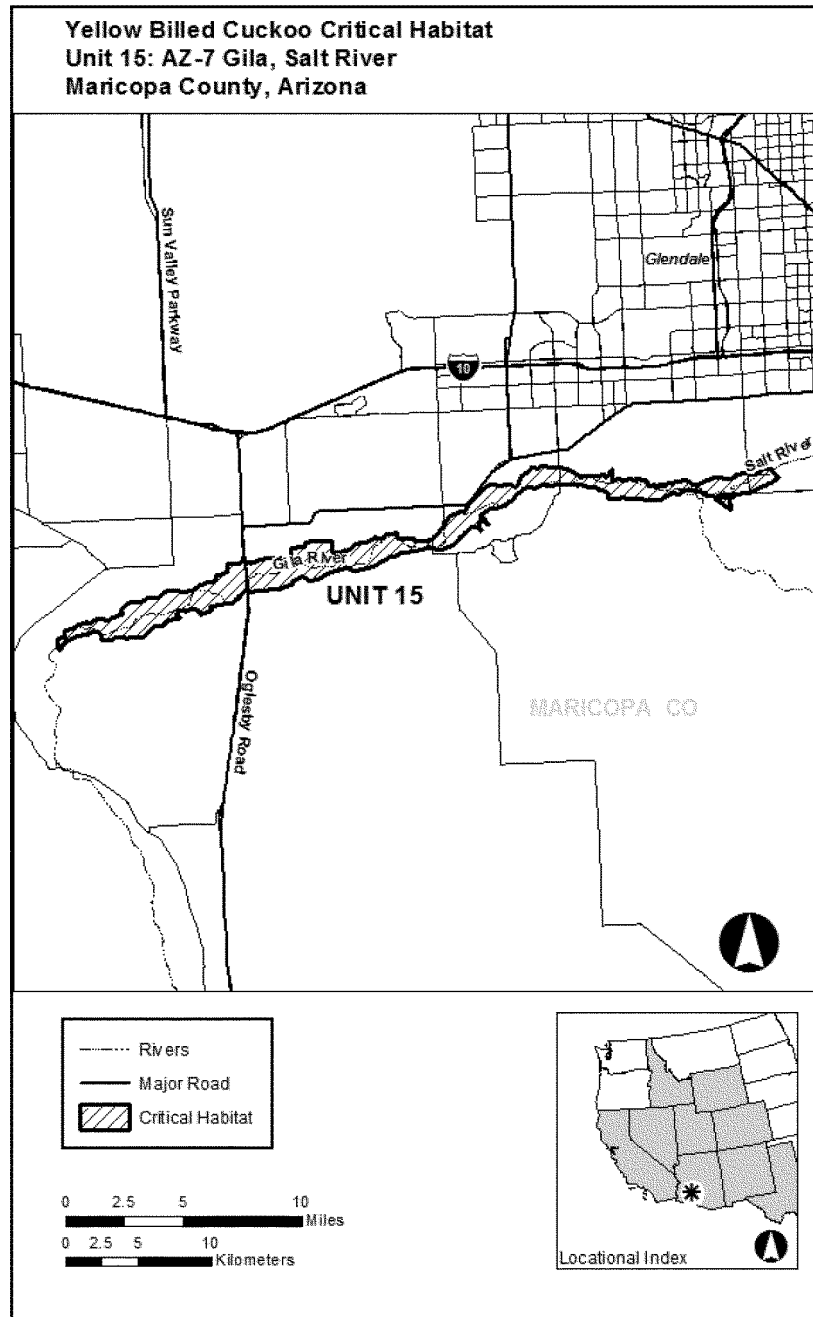 Yellow Billed Cuckoo Critical Habitat
Unit 15: AZ-7 Gila, Salt River
Maricopa County, Arizona
Sun Valley Parkway
Glendale
10
Salt River
Gila River
UNIT 15
Oglesby Road
MARICOPA CO
Rivers
Major Road
Critical Habitat
0 2.5 5 10
Miles
0 2.5 5 10
Kilometers
Locational Index